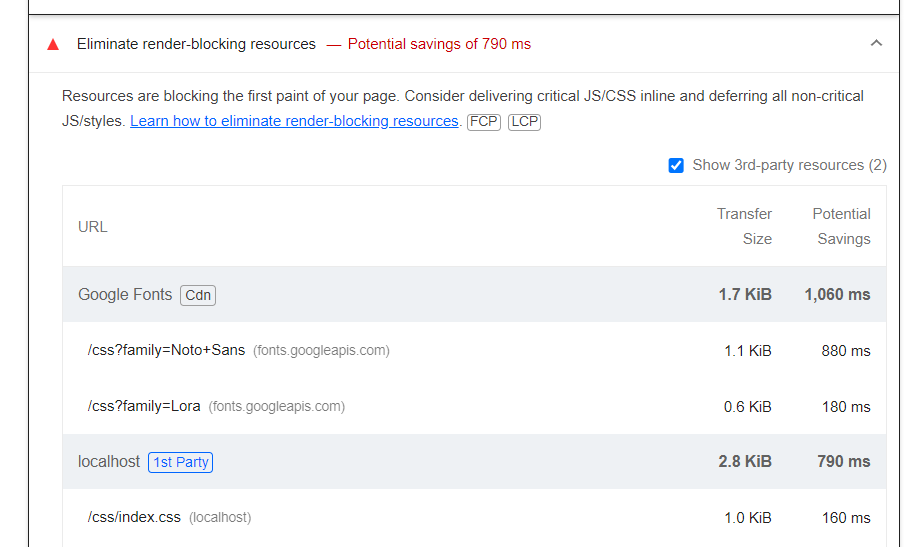 Eliminate render-blocking resources — Potential savings of 790 ms
Resources are blocking the first paint of your page. Consider delivering critical JS/CSS inline and deferring all non-critical
JS/styles. Learn how to eliminate render-blocking resources. FCP LCP
Show 3rd-party resources (2)
URL Transfer Size Potential Savings
Google Fonts Cdn 1.7 KiB 1,060 ms
/css?family=Noto+Sans (fonts.googleapis.com) 1.1 KiB 880 ms
/css?family=Lora (fonts.googleapis.com) 0.6 KiB 180 ms
localhost 1st Party 2.8 KiB 790 ms
/css/index.css (localhost) 1.0 KiB 160 ms